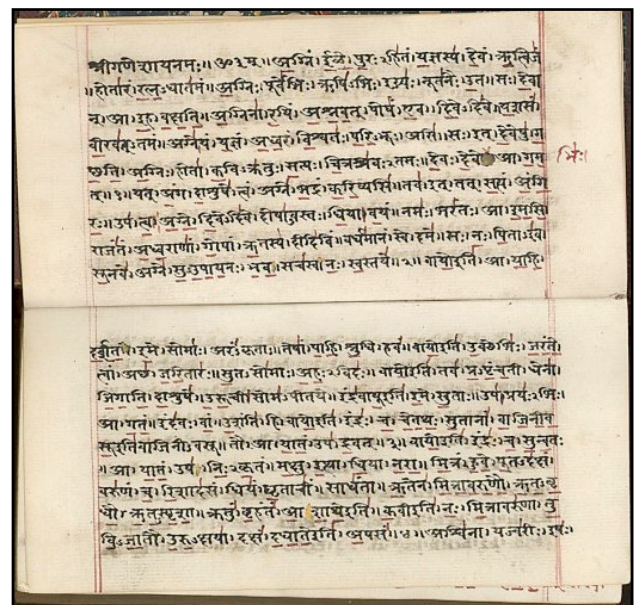 श्रीगणेशायनमः॥ॐ३म्॥अग्निं। ईळे। पुरःऽहितं। यज्ञस्य। देवं। ऋत्विजं
॥होतारं। रत्नऽधातमं॥अग्निः। पूर्वेभिः। ऋषिऽभिः। ईड्यः। नूतनैः। उत॥सः। देवा
न्। आ। इह। वक्षति॥अग्निना। रयिं। अश्नवत्। पोषं। एव। दिवेऽदिवे॥यशसं।
वीरवत्ऽतमं॥अग्ने। यं। यज्ञं। अध्वरं। विश्वतः। परिऽभूः। असि॥सः। इत्। देवेषु। ग
च्छति॥अग्निः। होता। कविऽक्रतुः। सत्यः। चित्रश्रवःऽतमः॥देवः। देवे। आ। गम
भिः।
त्॥१॥यत्। अंग। दाशुषे। त्वं। अग्ने। भद्रं। करिष्यसि॥तव। इत्। तत्। सत्यं। अंगि
रः॥उप। त्वा। अग्ने। दिवेऽदिवे। दोषाऽवस्तः। धिया। वयं॥नमः। भरंतः। आ। इमसि॥
राजंतं। अध्वराणां। गोपां। ऋतस्य। दीदिविं॥वर्धमानं। स्वे। दमे॥सः। नः। पिताऽइव।
सूनवे। अग्ने। सुऽउपायनः। भव॥सचस्व। नः। स्वस्तये॥२॥वायोइति। आ। याहि।
दर्शत। इमे। सोमाः। अरंऽकृताः॥तेषां। पाहि। श्रुधि। हवं॥वायोइति। उक्थेभिः। जरंते।
त्वां। अच्छ। जरितारः॥सुतऽसोमाः। अहःऽविदः॥वायोइति। तव। प्रऽपृंचती। धेना।
जिगाति। दाशुषे॥उरूची। सोमऽपीतये॥इंद्रवायूइति। इमे। सुताः॥उप। प्रयःऽभिः।
आ। गतं॥इंदवः। वां। उशंति। हि॥वायोइति। इंद्रः। च। चेतथः। सुतानां। वाजिनीव
सूइतिवाजिनीवसू॥तौ। आ। यातं। उप। द्रवत्॥३॥वायोइति। इंद्रः। च। सुन्वतः
॥आ। यातं। उप। निःऽकृतं। मक्षु। इत्था। धिया। नरा॥मित्रं। हुवे। पूतऽदक्षं।
वरुणं। च। रिशादसं॥धियं। घृताचीं। साधंता॥ऋतेन। मित्रावरुणौ। ऋतऽवृ
धौ। ऋतऽस्पृशा॥क्रतुं। बृहंतं। आशाथेइति॥कवीइति। नः। मित्रावरुणा। तु
विऽजातौ। उरुऽक्षया। दक्षं। दधातेइति। अपसं॥४॥अश्विना। यज्वरीः। इषः।